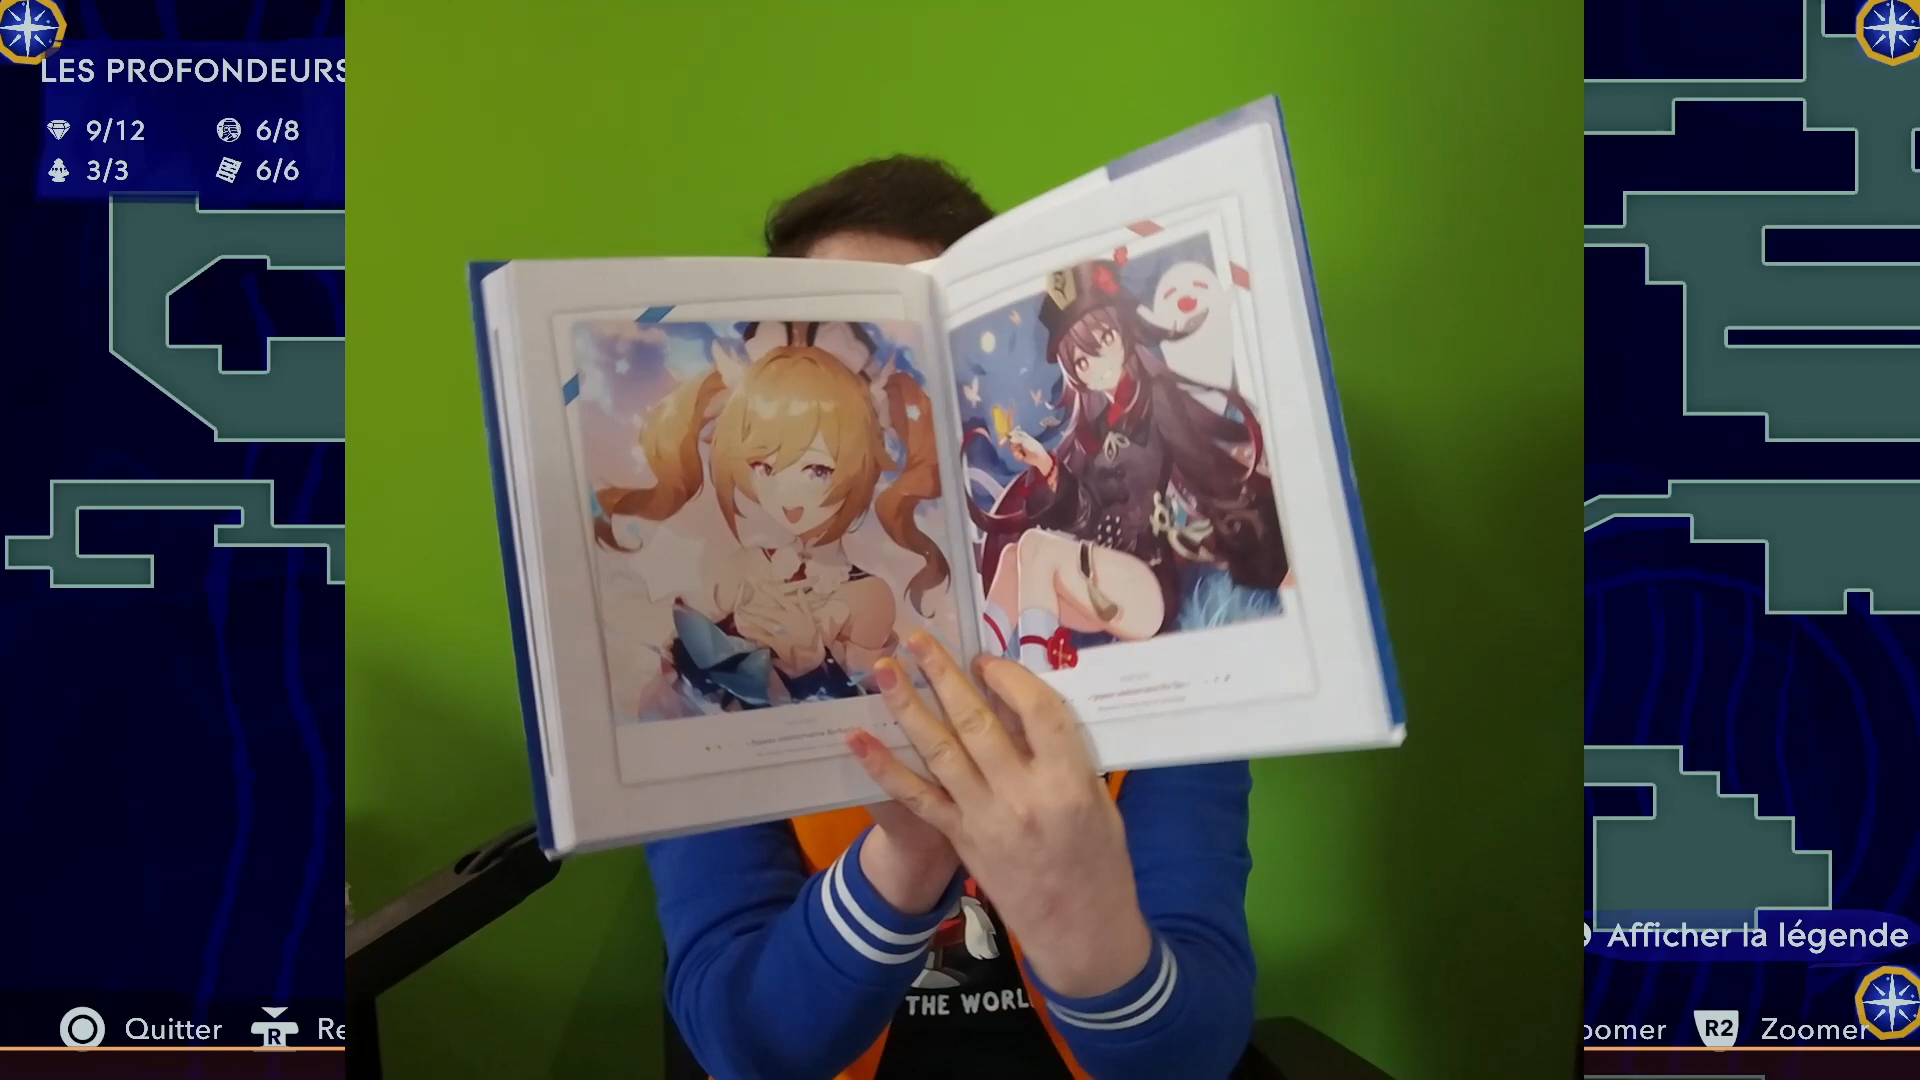 LES PROFONDEURS
9/12 6/8
3/3 6/6
THE WORL
Afficher la légende
Quitter
R
Re
oomer
R2
Zoomer